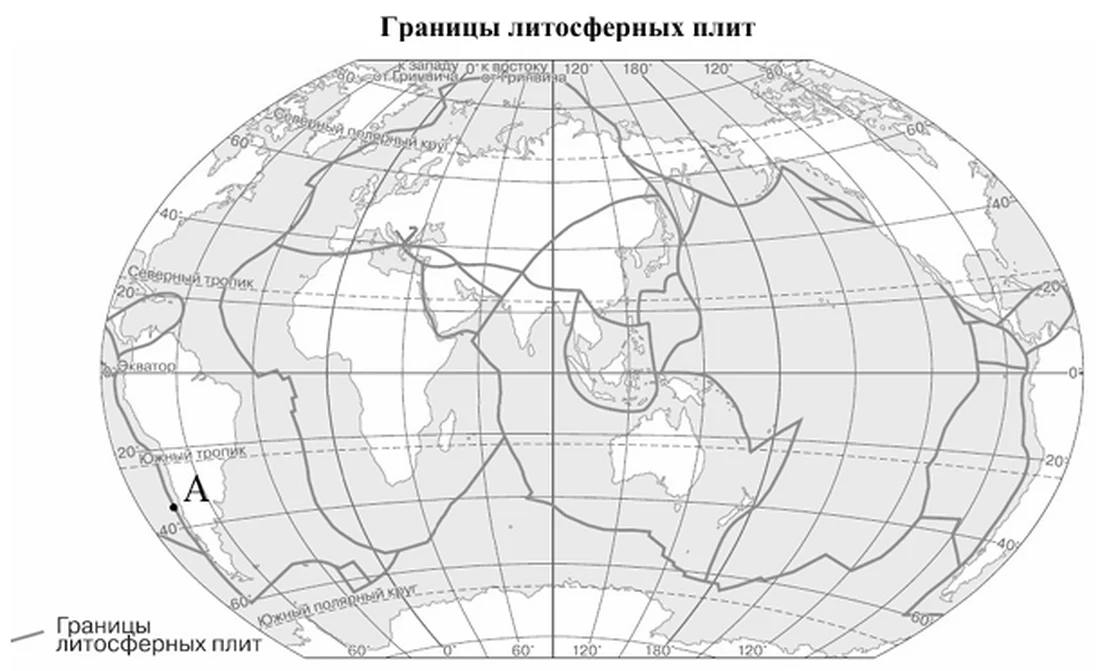 Границы литосферных плит
к западу 0° к востоку
от Гринвича от Гринвича
120° 180° 120°
80° 80°
Северный полярный круг
60° 60°
40° 40°
Северный тропик
20° 20°
Экватор
0° 0°
20° Южный тропик 20°
А
40° 40°
60° Южный полярный круг 60°
60° 0° 60° 120° 180° 120°
Границы
литосферных плит